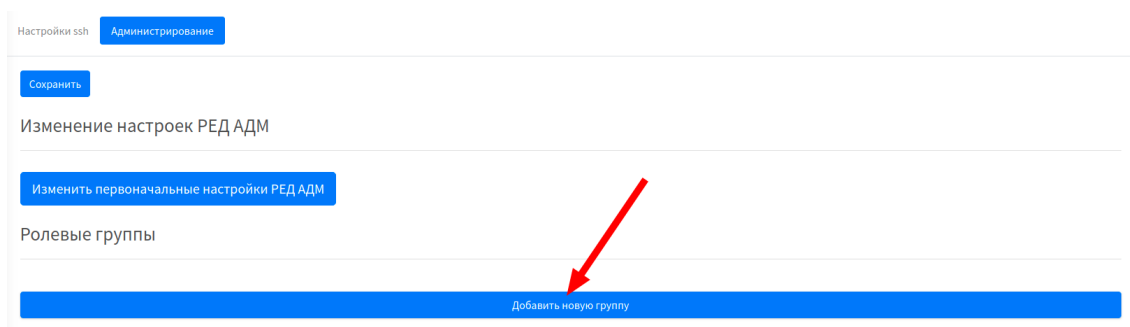 Настройки ssh Администрирование
Сохранить
Изменение настроек РЕД АДМ
Изменить первоначальные настройки РЕД АДМ
Ролевые группы
Добавить новую группу